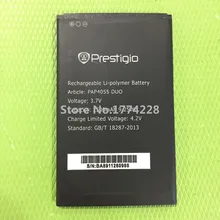 Prestigio
Rechargeable Li-polymer Battery
Article: PAP4055 DUO
Voltage: 3.7V
Store No:1774228
Charge Limited Voltage: 4.2V
Standard: GB/T 18287-2013
S/N:BA8911260988